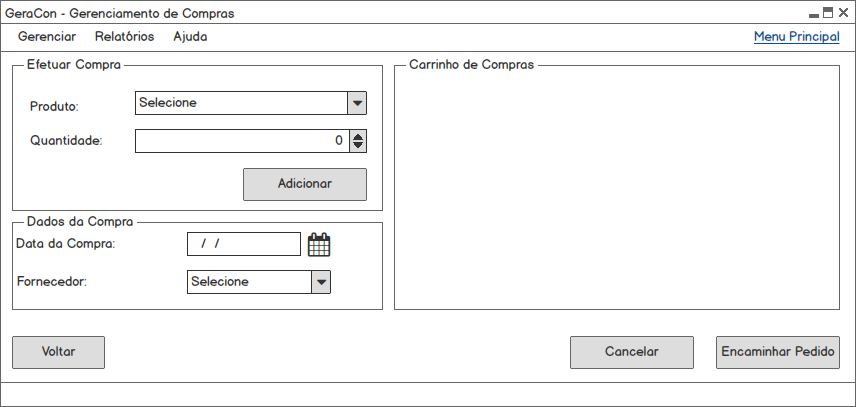 GeraCon - Gerenciamento de Compras
Gerenciar Relatórios Ajuda Menu Principal
Efetuar Compra
Produto: Selecione
Quantidade: 0
Adicionar
Dados da Compra
Data da Compra: / /
Fornecedor: Selecione
Carrinho de Compras
Voltar Cancelar Encaminhar Pedido